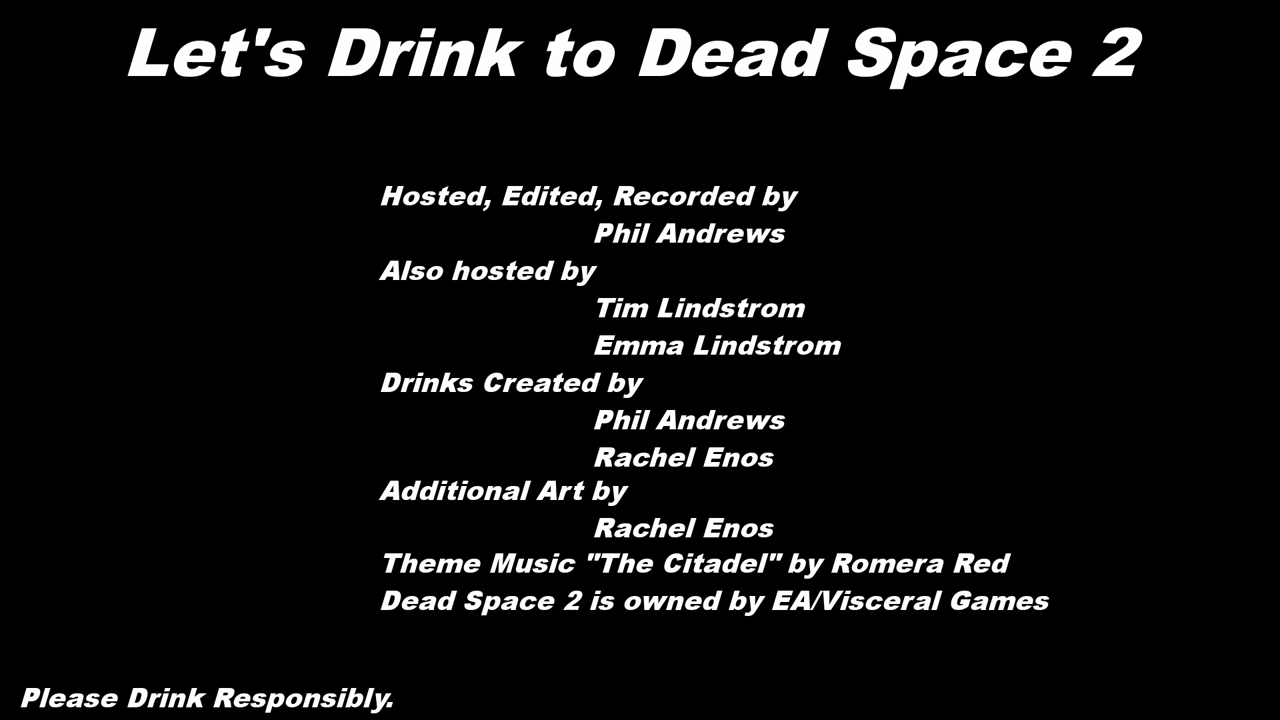 Let's Drink to Dead Space 2
Hosted, Edited, Recorded by
Phil Andrews
Also hosted by
Tim Lindstrom
Emma Lindstrom
Drinks Created by
Phil Andrews
Rachel Enos
Additional Art by
Rachel Enos
Theme Music "The Citadel" by Romera Red
Dead Space 2 is owned by EA/Visceral Games
Please Drink Responsibly.